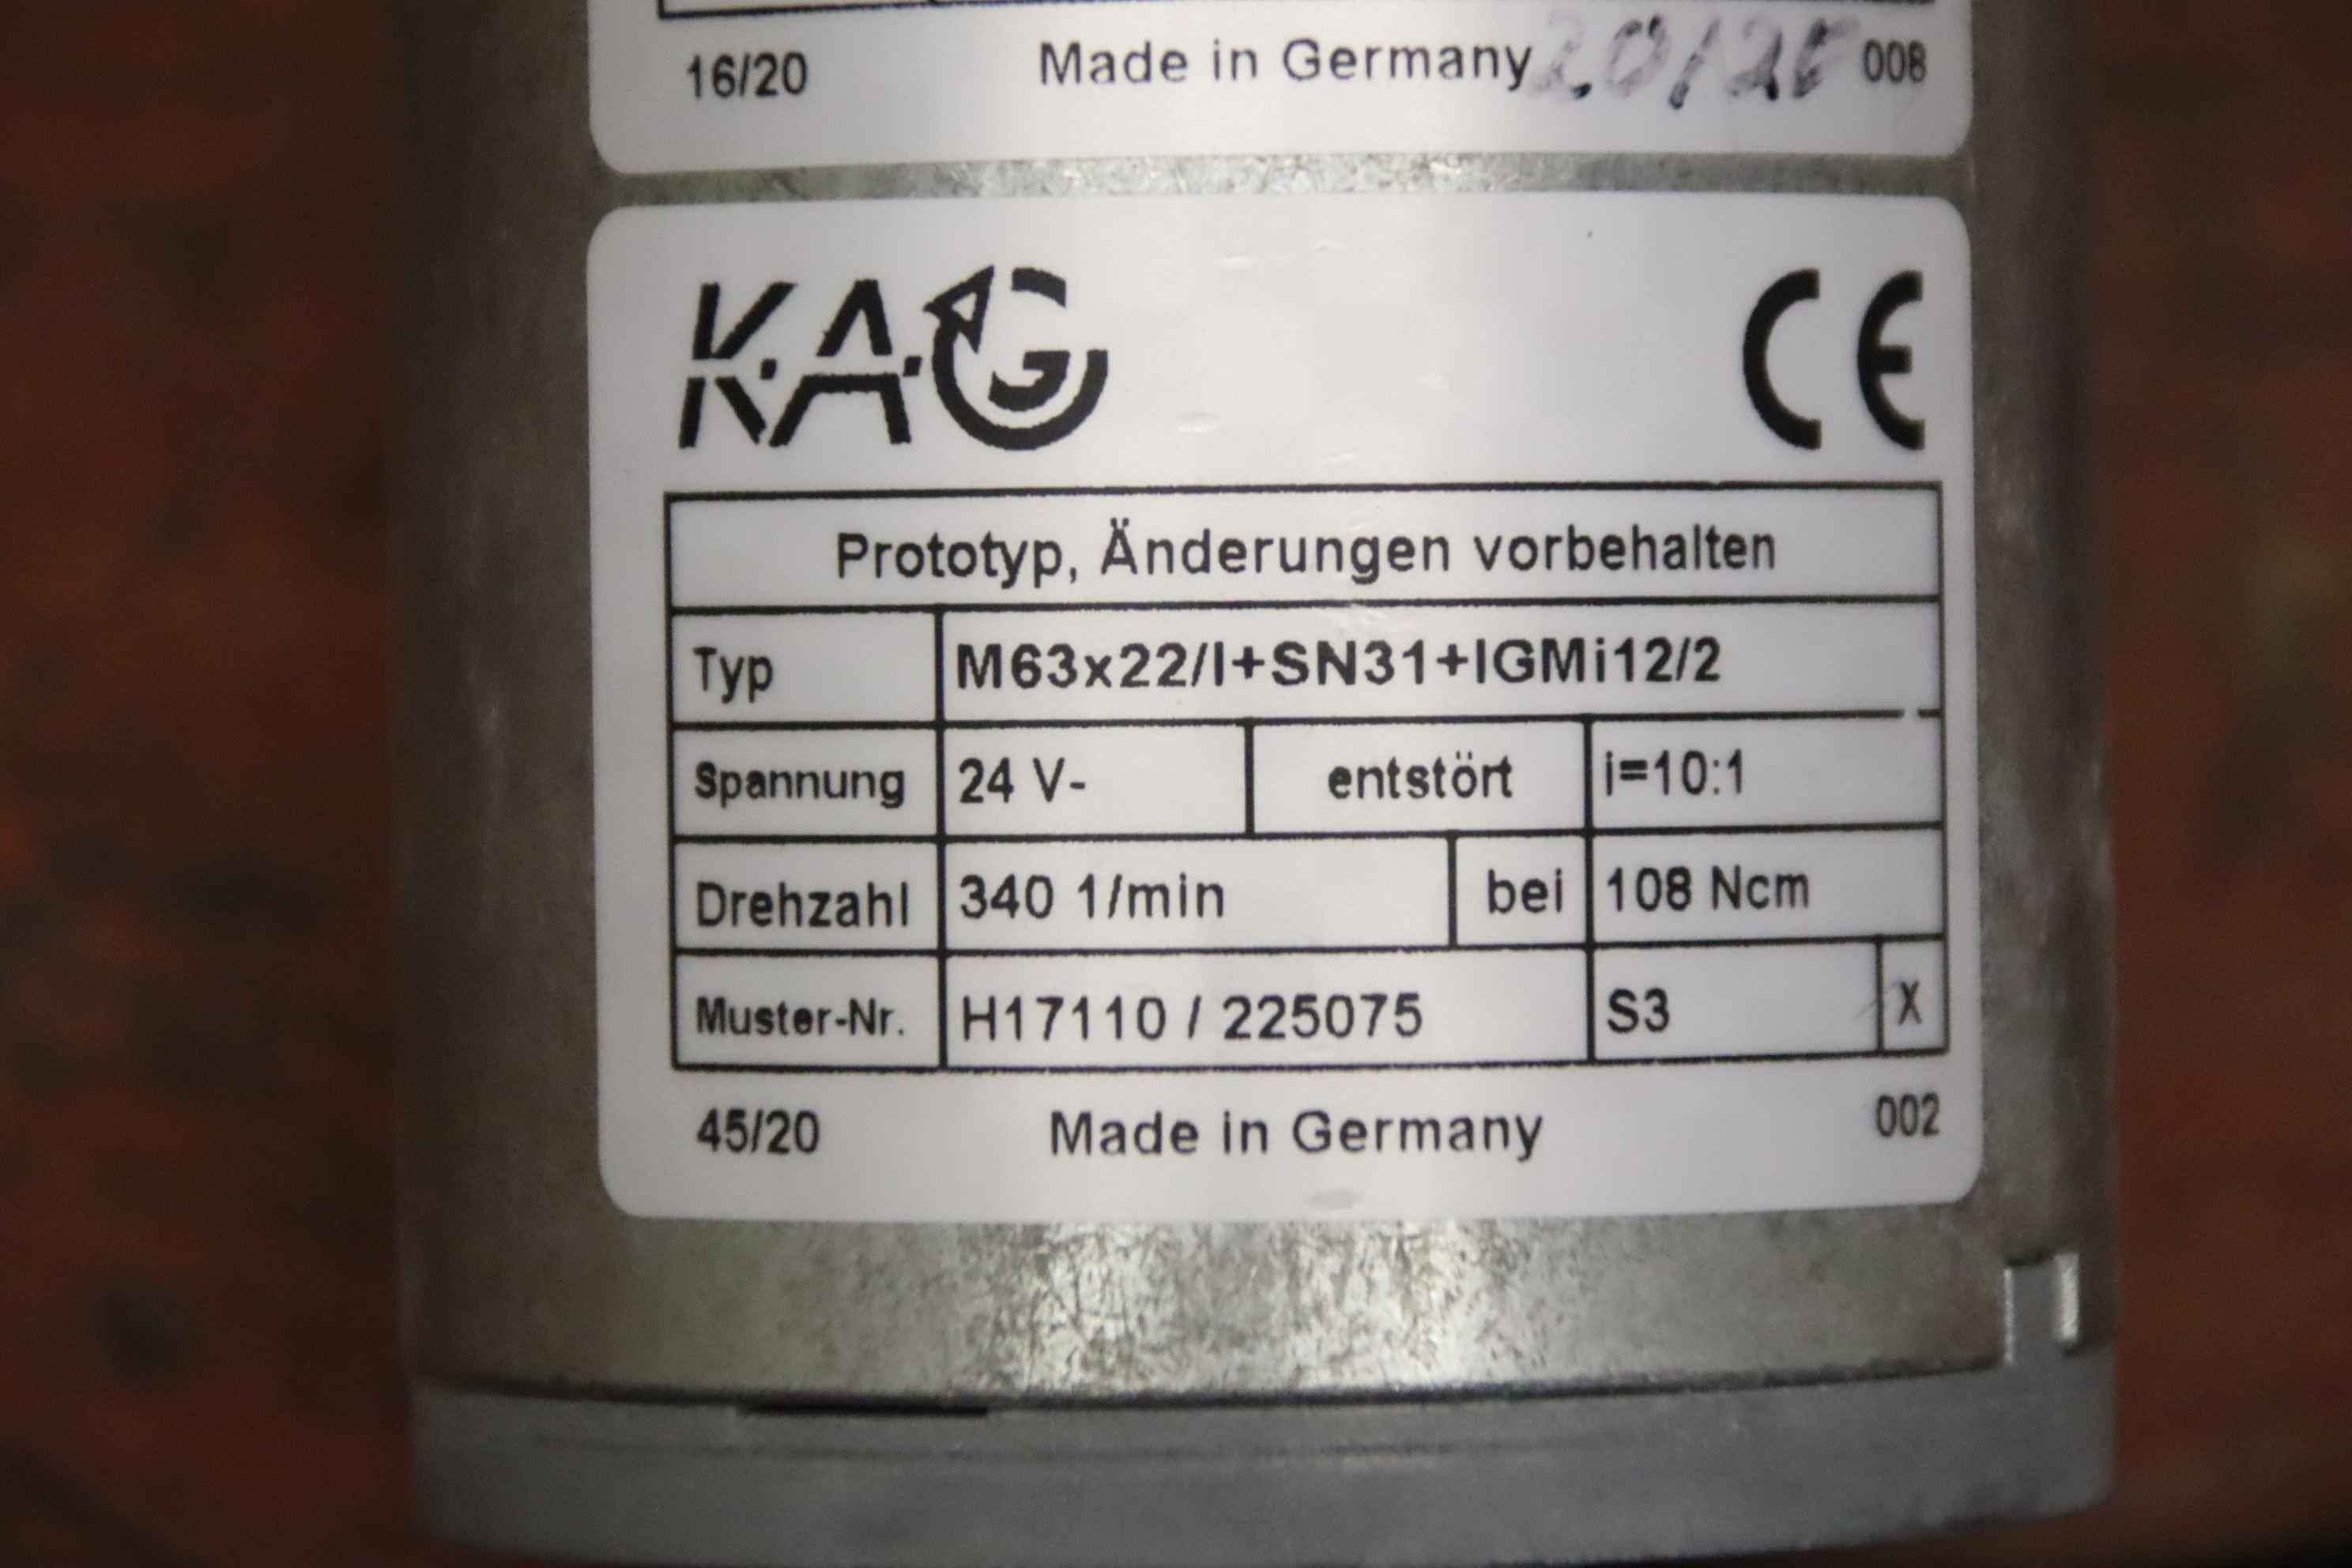 16/20 Made in Germany 20/20 008
K.A.G CE
Prototyp, Änderungen vorbehalten
Typ M63x22/I+SN31+IGMi12/2
Spannung 24 V- entstört i=10:1
Drehzahl 340 1/min bei 108 Ncm
Muster-Nr. H17110 / 225075 S3 X
45/20 Made in Germany 002